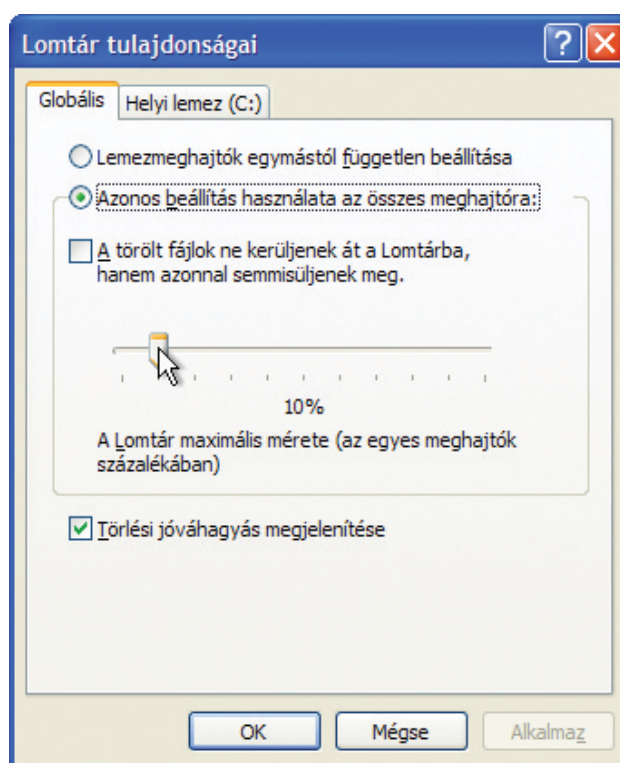 Lomtár tulajdonságai
Globális
Helyi lemez (C:)
Lemezmeghajtók egymástól független beállítása
Azonos beállítás használata az összes meghajtóra:
A törölt fájlok ne kerüljenek át a Lomtárba,
hanem azonnal semmisüljenek meg.
10%
A Lomtár maximális mérete (az egyes meghajtók
százalékában)
Törlési jóváhagyás megjelenítése
OK
Mégse
Alkalmaz